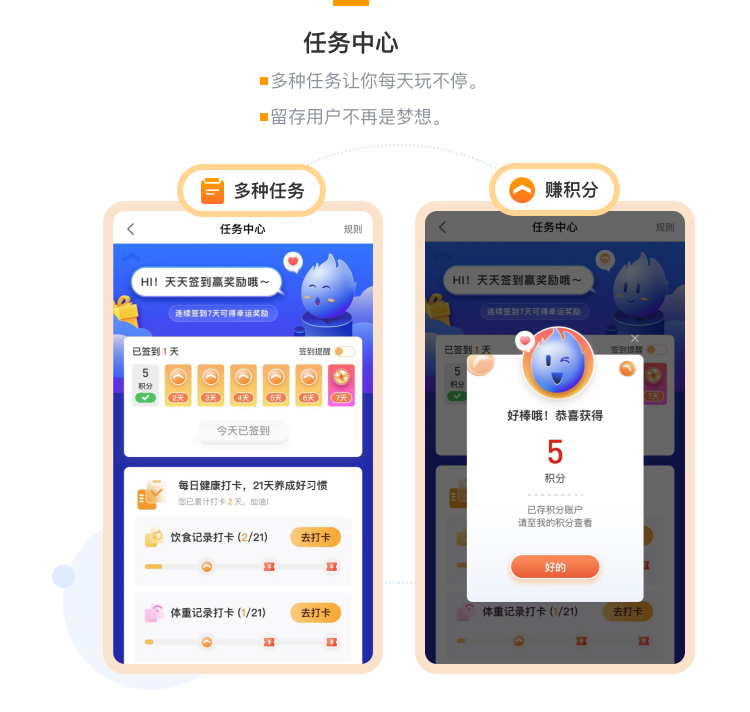 任务中心
多种任务让你每天玩不停。
留存用户不再是梦想。
多种任务
任务中心
规则
HI！天天签到赢奖励哦～
连续签到7天可得幸运奖励
已签到 1 天
签到提醒
5
积分
2天
3天
4天
5天
6天
7天
今天已签到
每日健康打卡，21天养成好习惯
您已累计打卡 2 天，加油!
饮食记录打卡 (2/21)
去打卡
体重记录打卡 (1/21)
去打卡
赚积分
任务中心
规则
HI！天天签到赢奖励哦～
连续签到7天可得幸运奖励
已签到 1 天
签到提醒
5
积分
7天
好棒哦！恭喜获得
5
积分
已存积分账户
请至我的积分查看
好的
体重记录打卡 (1/21)
去打卡